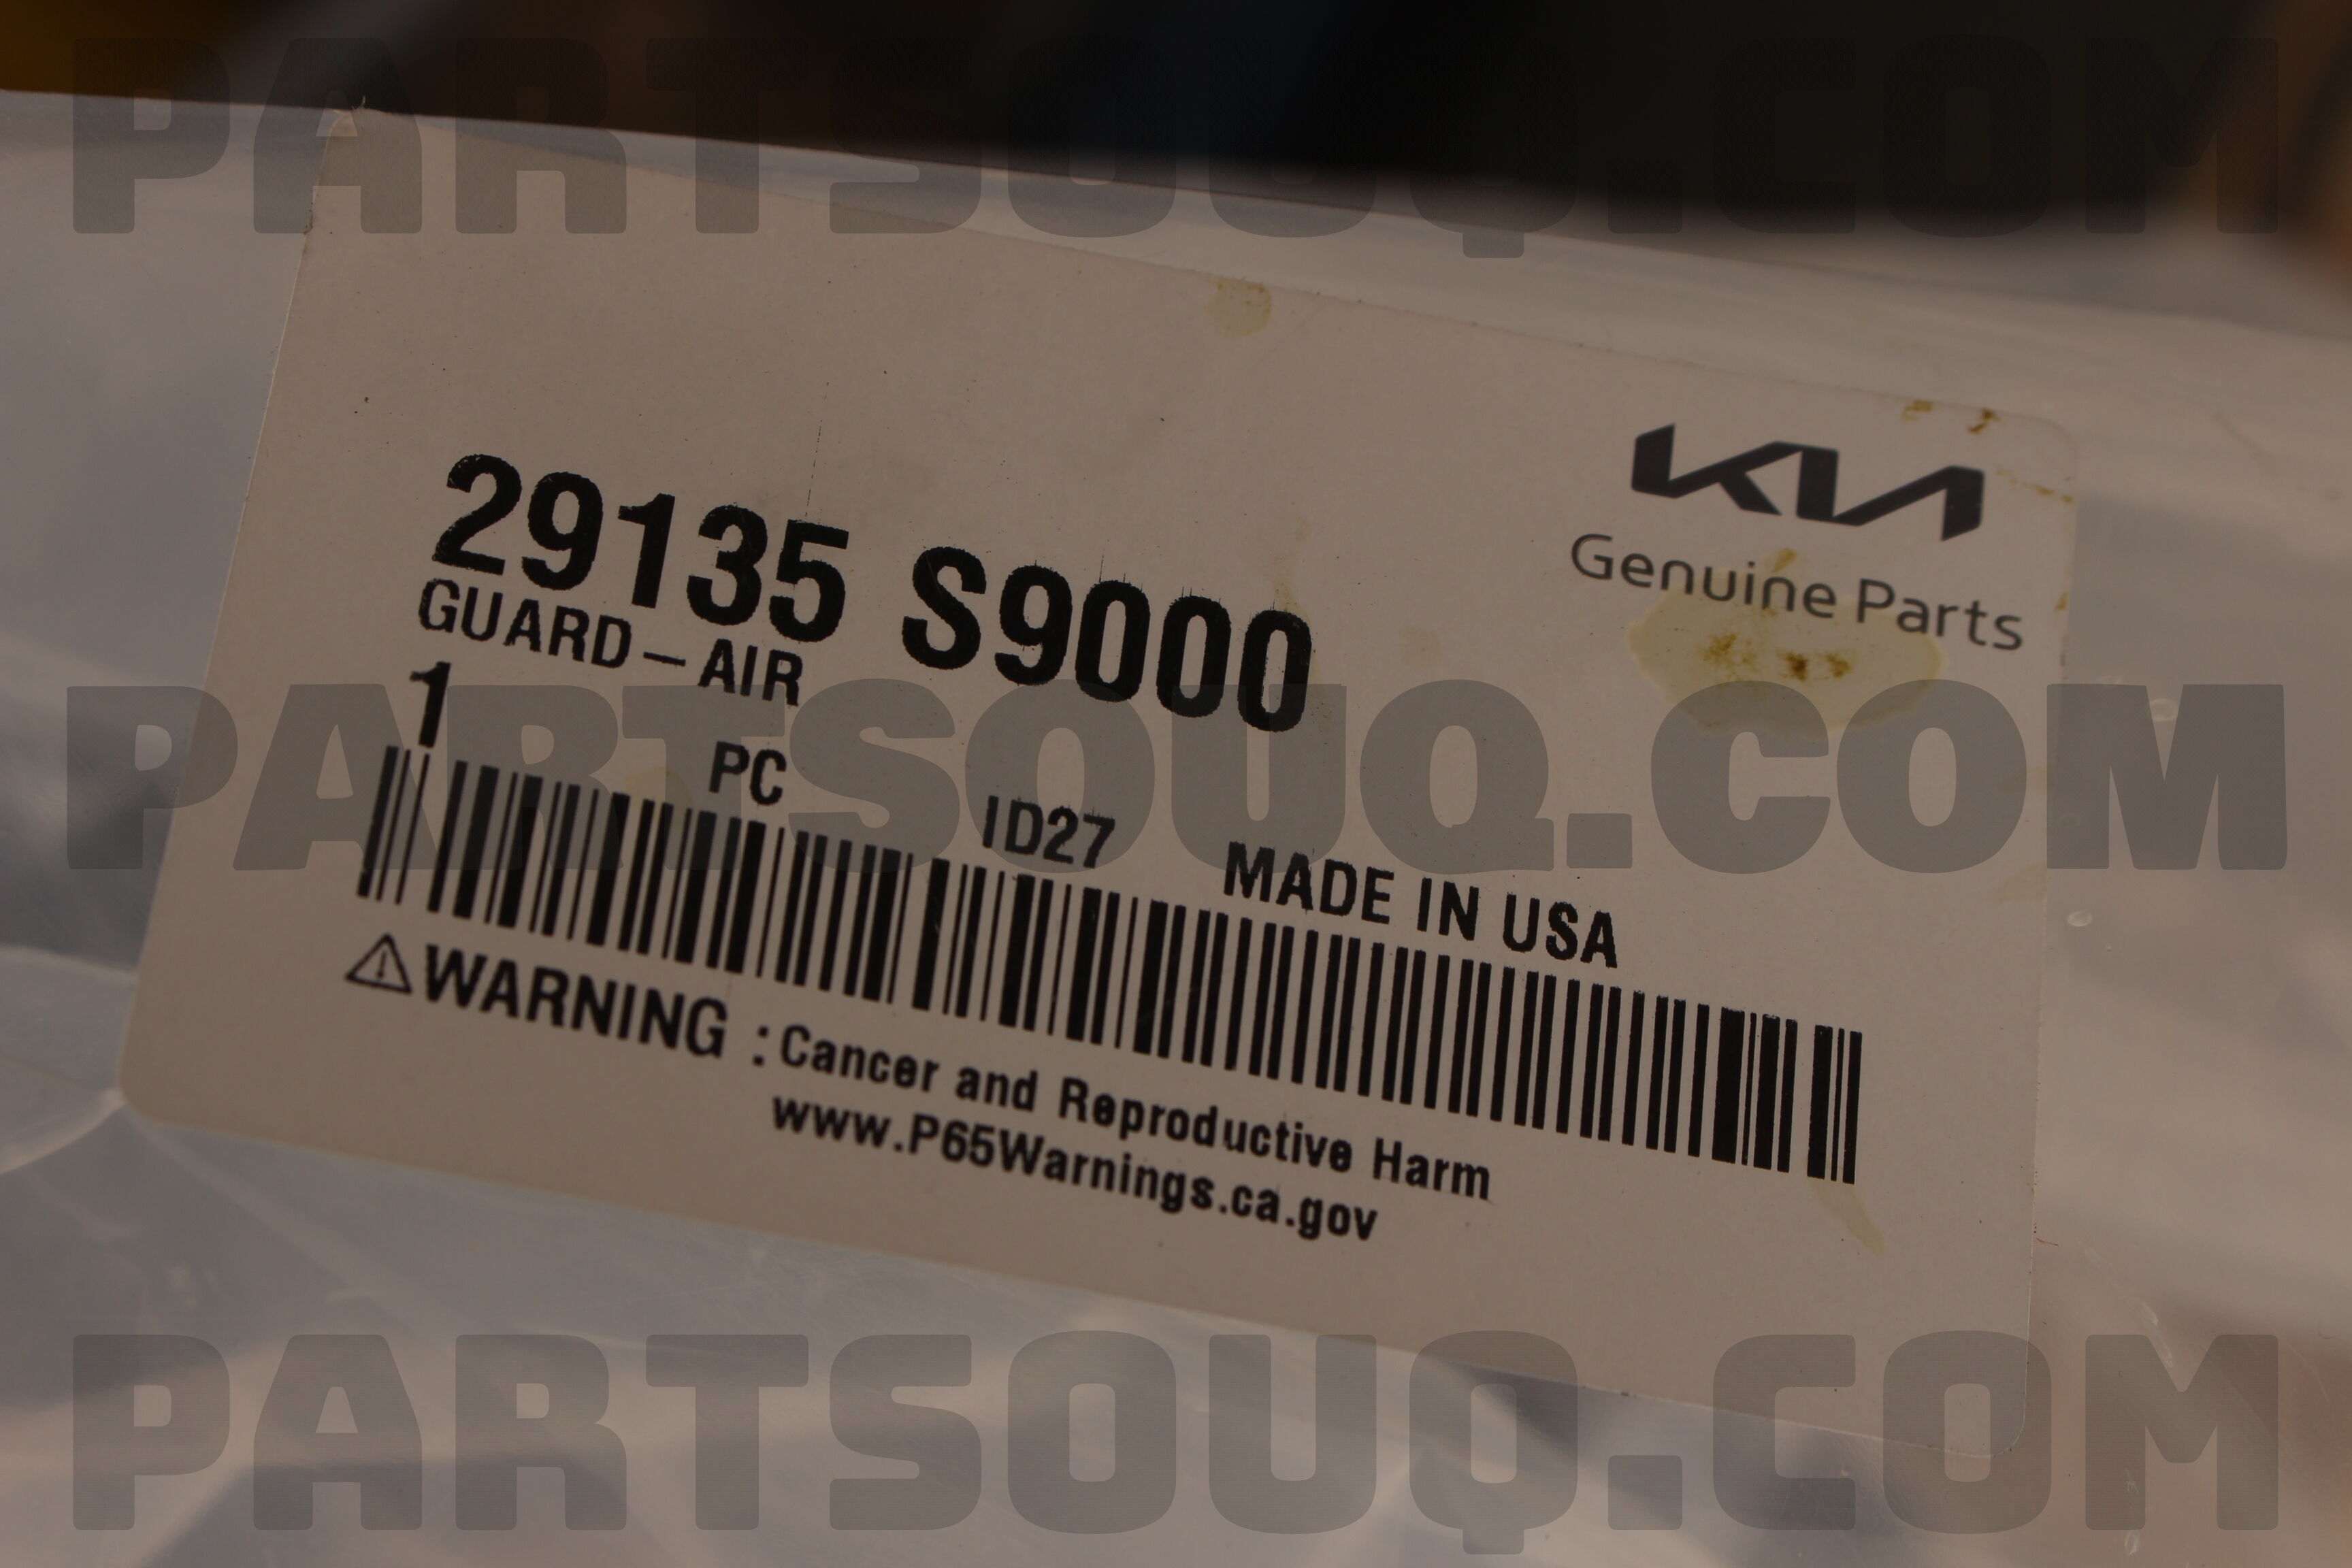 PARTSOUQ.COM
KIA
Genuine Parts
29135 S9000
GUARD-AIR
1 PC ID27 MADE IN USA
PARTSOUQ.COM
⚠WARNING : Cancer and Reproductive Harm
www.P65Warnings.ca.gov
PARTSOUQ.COM